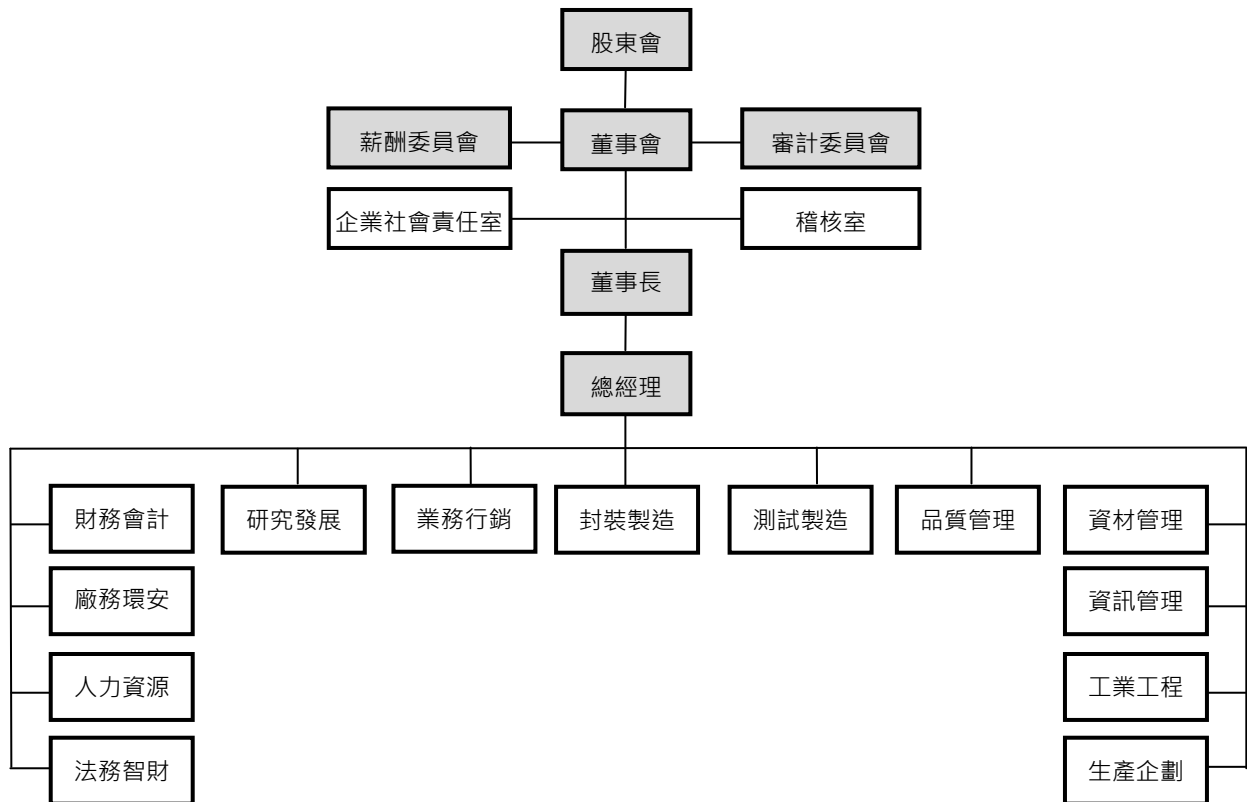 股東會
薪酬委員會
董事會
審計委員會
企業社會責任室
稽核室
董事長
總經理
財務會計
研究發展
業務行銷
封裝製造
測試製造
品質管理
資材管理
廠務環安
資訊管理
人力資源
工業工程
法務智財
生產企劃